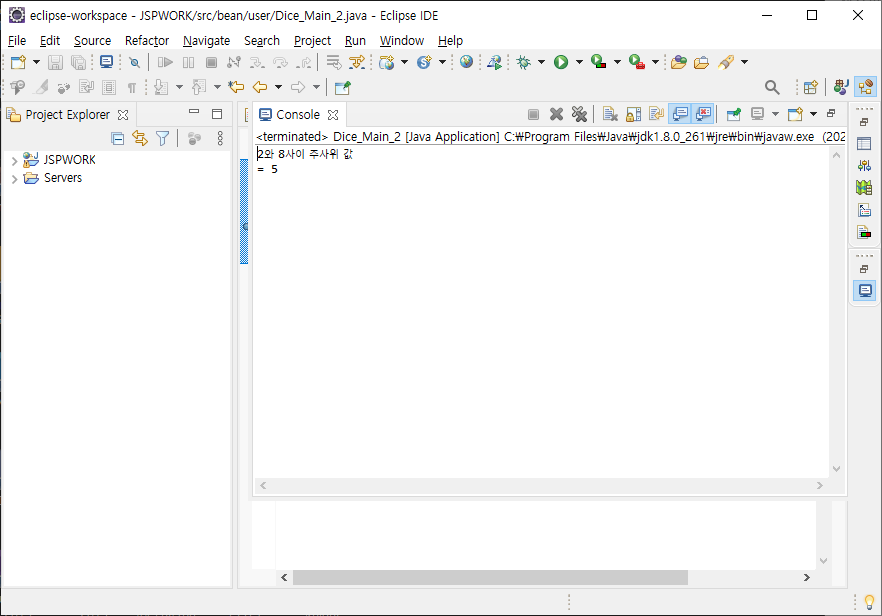 eclipse-workspace - JSPWORK/src/bean/user/Dice_Main_2.java - Eclipse IDE
File Edit Source Refactor Navigate Search Project Run Window Help
Project Explorer
JSPWORK
Servers
Console
<terminated> Dice_Main_2 [Java Application] C:₩Program Files₩Java₩jdk1.8.0_261₩jre₩bin₩javaw.exe (202
2와 8사이 주사위 값
= 5